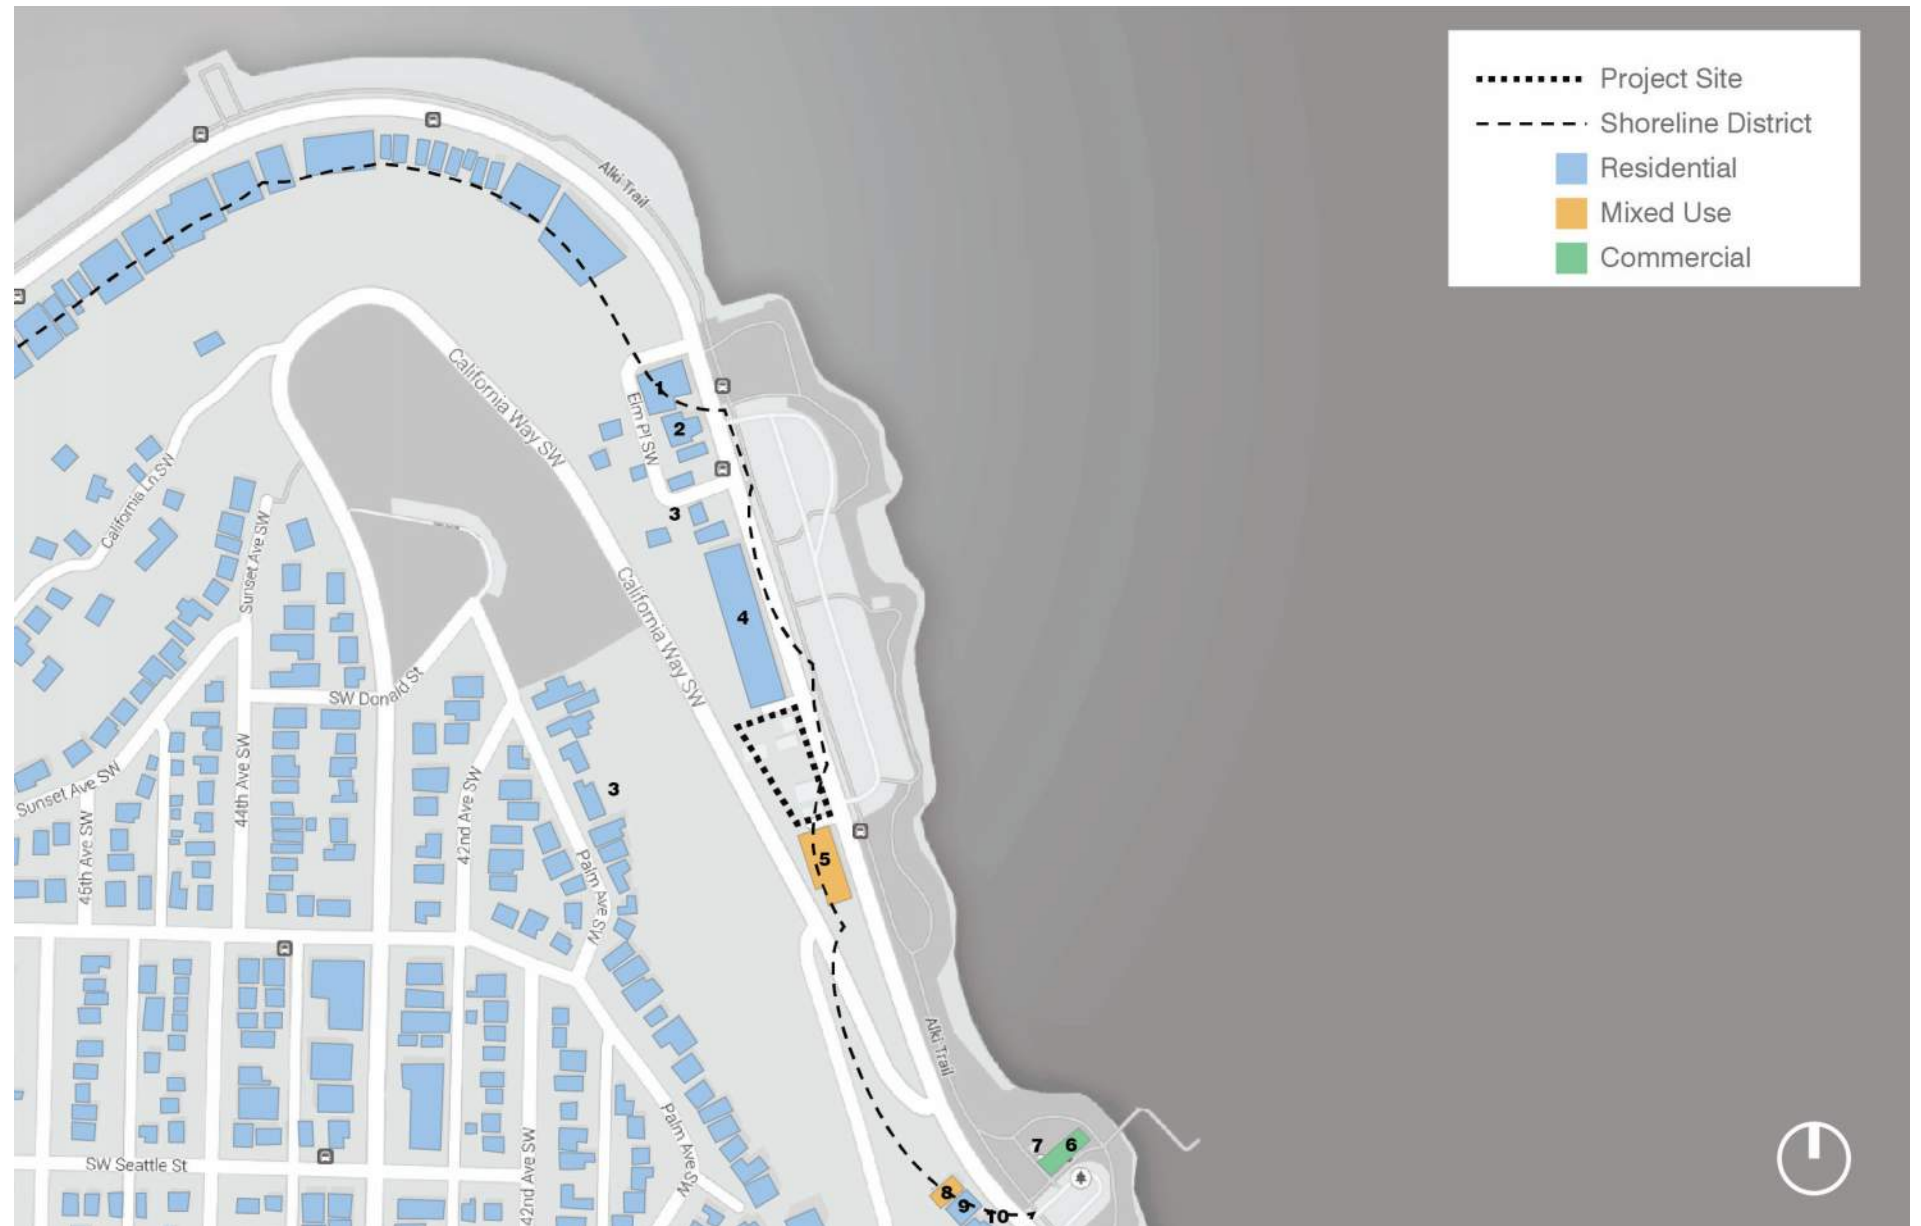 Project Site
Shoreline District
Residential
Mixed Use
Commercial
Alki Trail
California Way SW
1
Elm Pl SW
2
California Ln SW
3
Sunset Ave SW
California Way SW
4
SW Donald St
44th Ave SW
Sunset Ave SW
42nd Ave SW
3
45th Ave SW
5
Palm Ave SW
Alki Trail
Palm Ave SW
7
6
SW Seattle St
42nd Ave SW
8
9
10